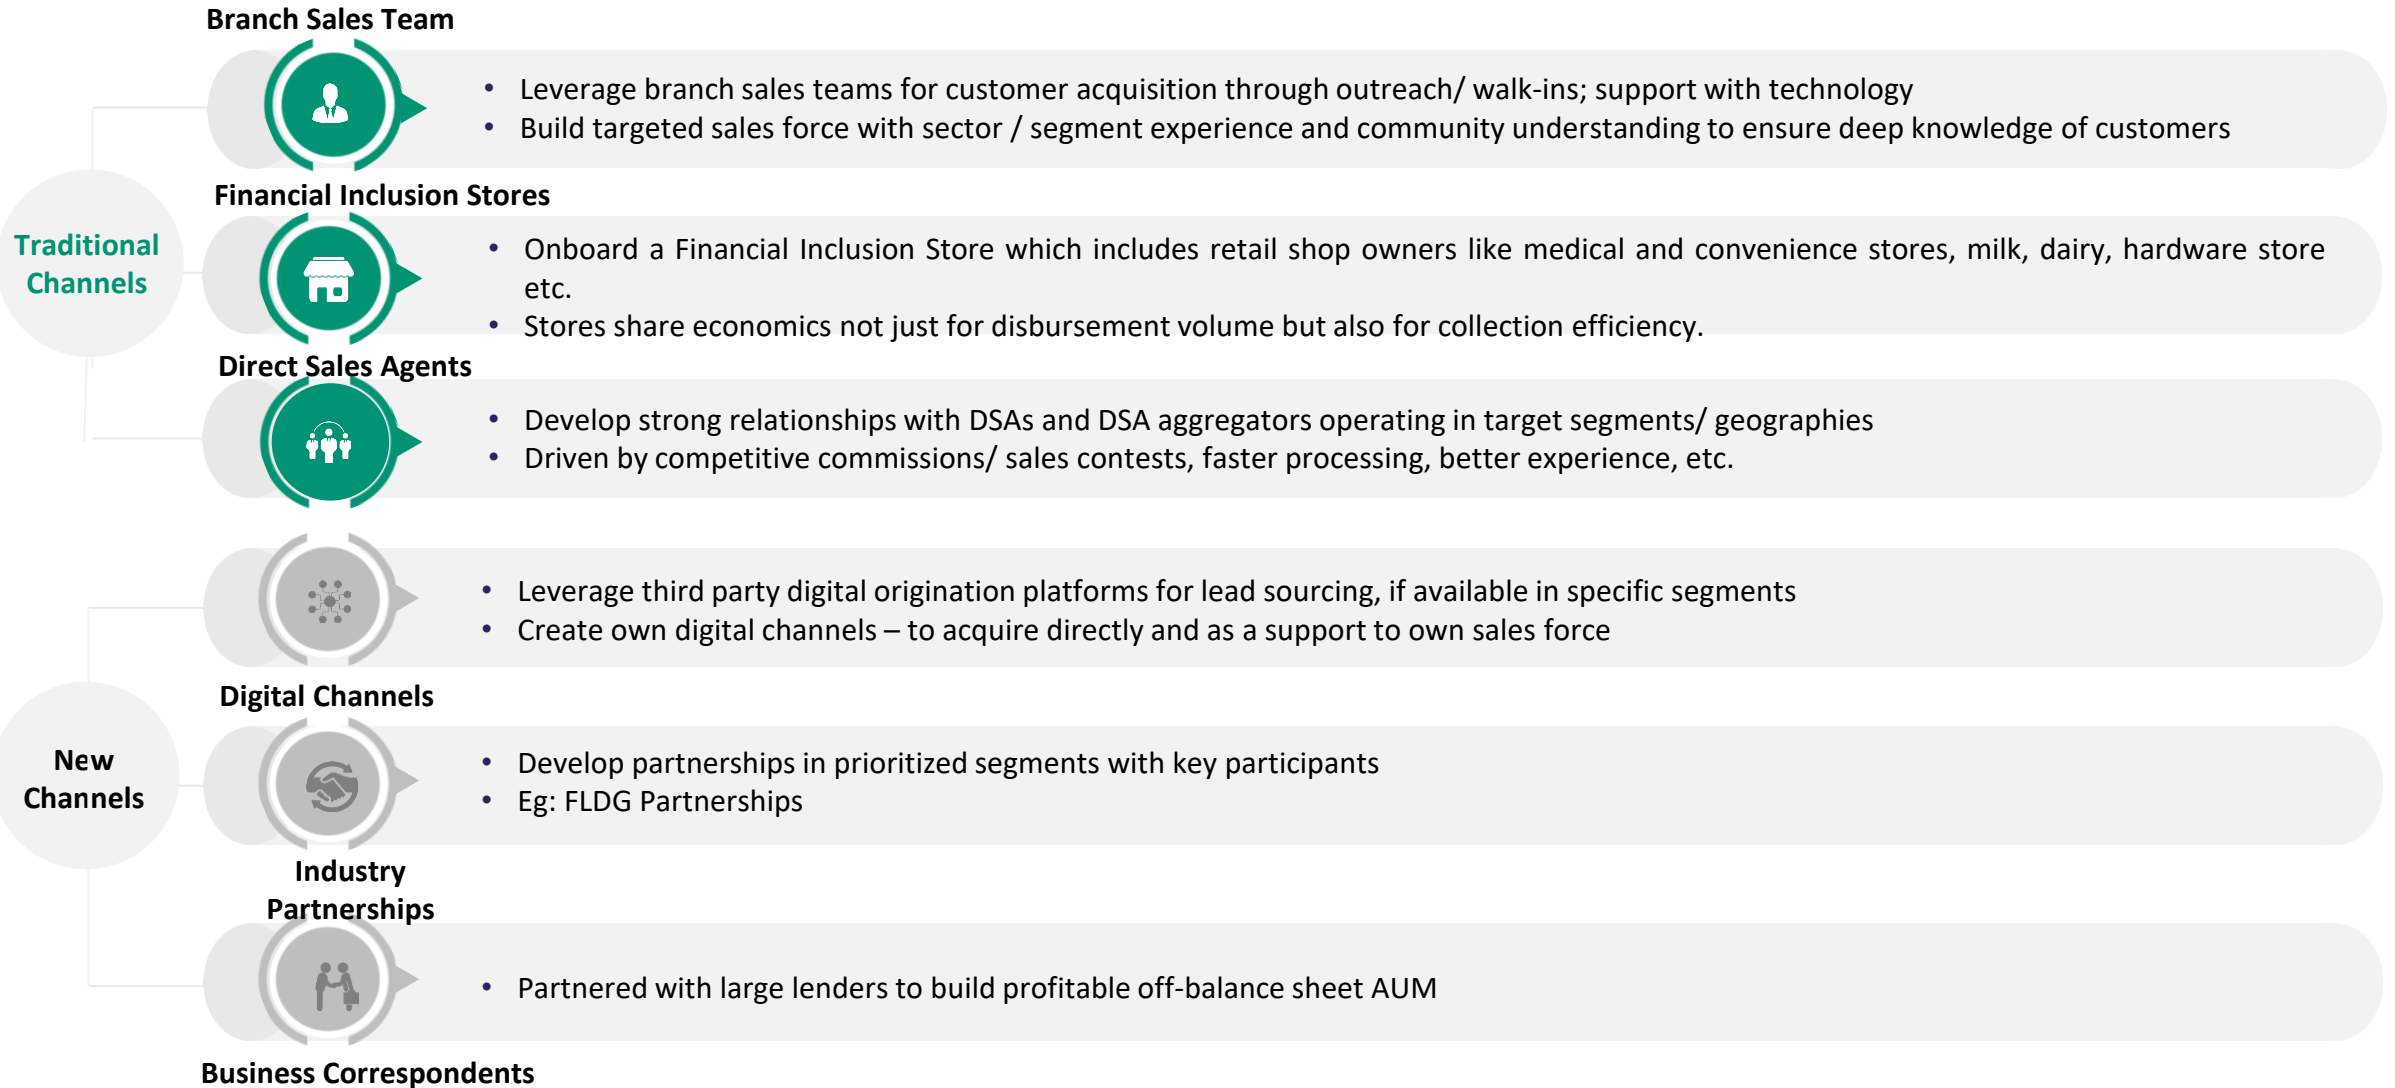 Branch Sales Team
• Leverage branch sales teams for customer acquisition through outreach/ walk-ins; support with technology
• Build targeted sales force with sector / segment experience and community understanding to ensure deep knowledge of customers
Traditional
Channels
Financial Inclusion Stores
• Onboard a Financial Inclusion Store which includes retail shop owners like medical and convenience stores, milk, dairy, hardware store
etc.
• Stores share economics not just for disbursement volume but also for collection efficiency.
Direct Sales Agents
• Develop strong relationships with DSAs and DSA aggregators operating in target segments/ geographies
• Driven by competitive commissions/ sales contests, faster processing, better experience, etc.
• Leverage third party digital origination platforms for lead sourcing, if available in specific segments
• Create own digital channels – to acquire directly and as a support to own sales force
Digital Channels
New
Channels
• Develop partnerships in prioritized segments with key participants
• Eg: FLDG Partnerships
Industry
Partnerships
• Partnered with large lenders to build profitable off-balance sheet AUM
Business Correspondents